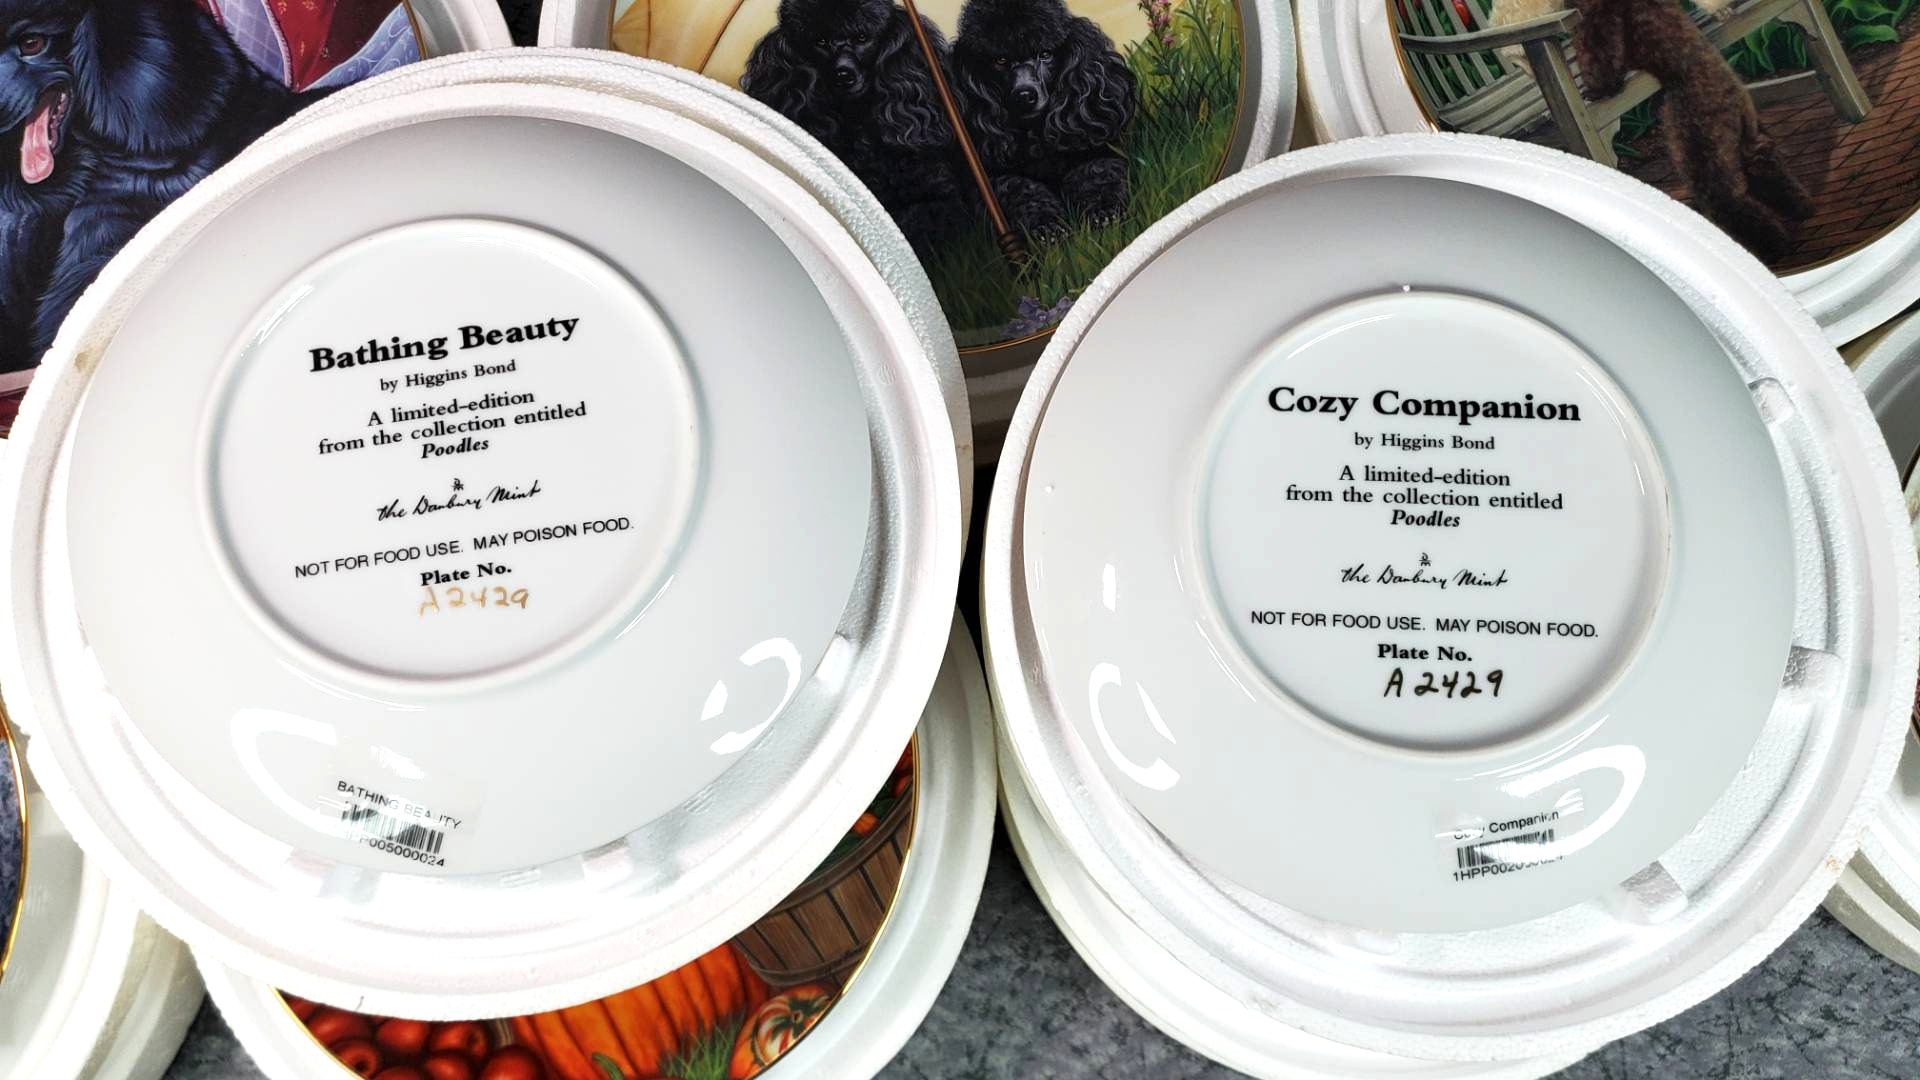 Bathing Beauty
by Higgins Bond
A limited-edition
from the collection entitled
Poodles
the Danbury Mint
NOT FOR FOOD USE. MAY POISON FOOD.
Plate No.
A2429
BATHING BEAUTY
Cozy Companion
by Higgins Bond
A limited-edition
from the collection entitled
Poodles
the Danbury Mint
NOT FOR FOOD USE. MAY POISON FOOD.
Plate No.
A2429
Cozy Companion